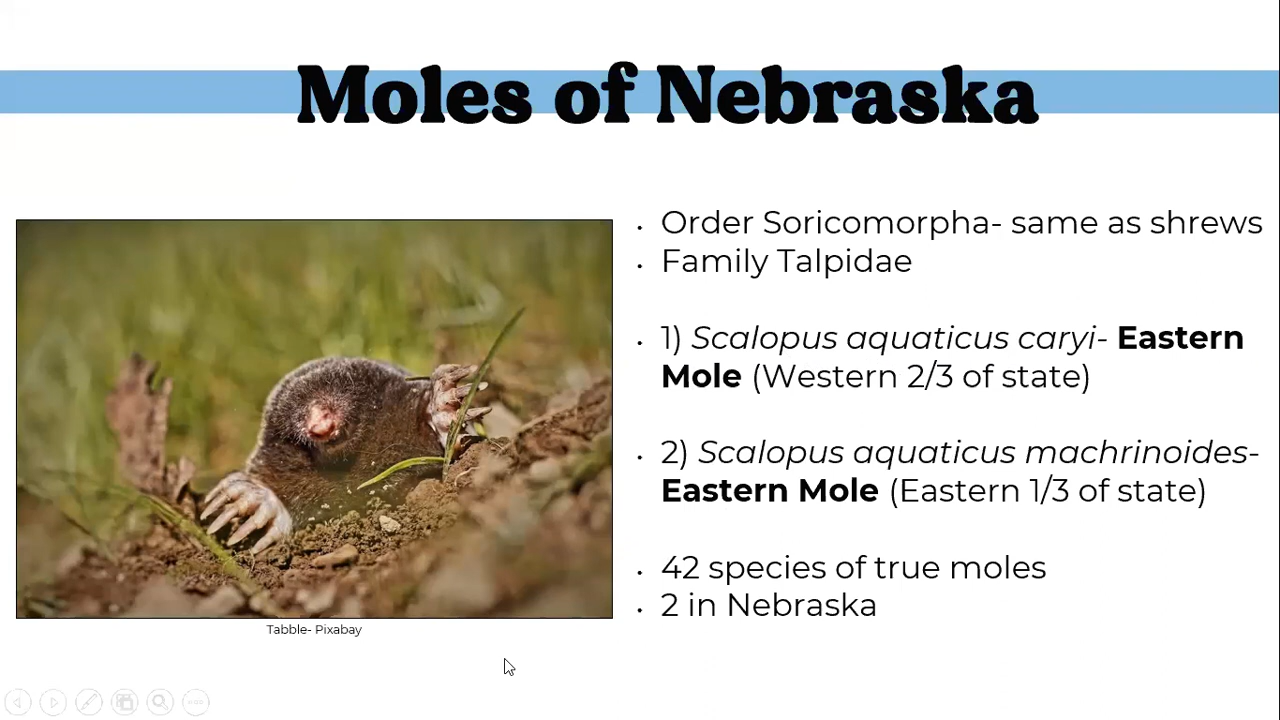 Moles of Nebraska
• Order Soricomorpha- same as shrews
• Family Talpidae
• 1) Scalopus aquaticus caryi- Eastern
Mole (Western 2/3 of state)
• 2) Scalopus aquaticus machrinoides-
Eastern Mole (Eastern 1/3 of state)
• 42 species of true moles
• 2 in Nebraska
Tabble- Pixabay